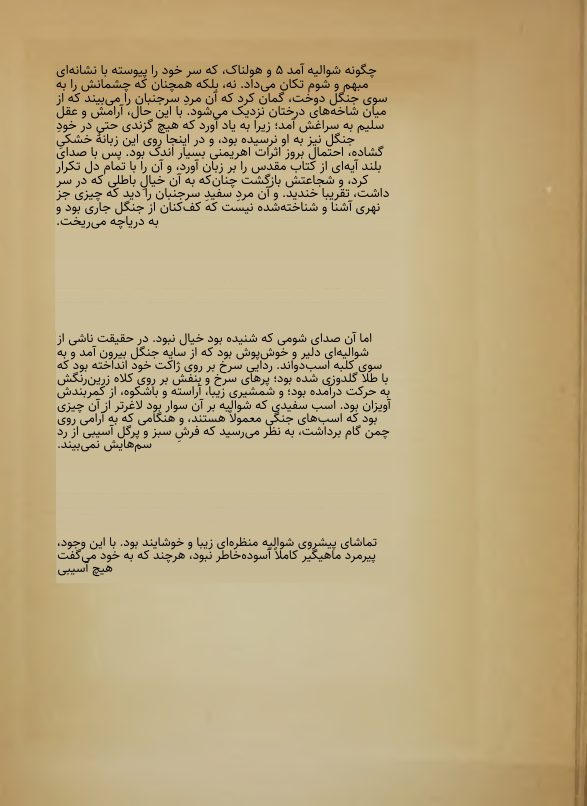 چگونه شوالیه آمد ۵ و هولناک، که سر خود را پیوسته با نشانه‌ای
مبهم و شوم تکان می‌داد. نه، بلکه همچنان که چشمانش را به
سوی جنگل دوخت، گمان کرد که آن مردِ سرجنبان را می‌بیند که از
میان شاخه‌های درختان نزدیک می‌شود. با این حال، آرامش و عقل
سلیم به سراغش آمد؛ زیرا به یاد آورد که هیچ گزندی حتی در خودِ
جنگل نیز به او نرسیده بود، و در اینجا روی این زبانهٔ خشکیِ
گشاده، احتمال بروز اثرات اهریمنی بسیار اندک بود. پس با صدای
بلند آیه‌ای از کتاب مقدس را بر زبان آورد، و آن را با تمام دل تکرار
کرد، و شجاعتش بازگشت چنان‌که به آن خیالِ باطلی که در سر
داشت، تقریبا خندید. و آن مردِ سفیدِ سرجنبان را دید که چیزی جز
نهری آشنا و شناخته‌شده نیست که کف‌کنان از جنگل جاری بود و
به دریاچه می‌ریخت.
اما آن صدای شومی که شنیده بود خیال نبود. در حقیقت ناشی از
شوالیه‌ای دلیر و خوش‌پوش بود که از سایه جنگل بیرون آمد و به
سوی کلبه اسب‌دواند. ردایی سرخ بر روی ژاکت خود انداخته بود که
با طلا گلدوزی شده بود؛ پرهای سرخ و بنفش بر روی کلاه زرین‌رنگش
به حرکت درآمده بود؛ و شمشیری زیبا، آراسته و باشکوه، از کمربندش
آویزان بود. اسب سفیدی که شوالیه بر آن سوار بود لاغرتر از آن چیزی
بود که اسب‌های جنگی معمولاً هستند، و هنگامی که به آرامی روی
چمن گام برداشت، به نظر می‌رسید که فرشِ سبز و پرگل آسیبی از رد
سم‌هایش نمی‌بیند.
تماشای پیشروی شوالیه منظره‌ای زیبا و خوشایند بود. با این وجود،
پیرمرد ماهیگیر کاملاً آسوده‌خاطر نبود، هرچند که به خود می‌گفت
هیچ آسیبی